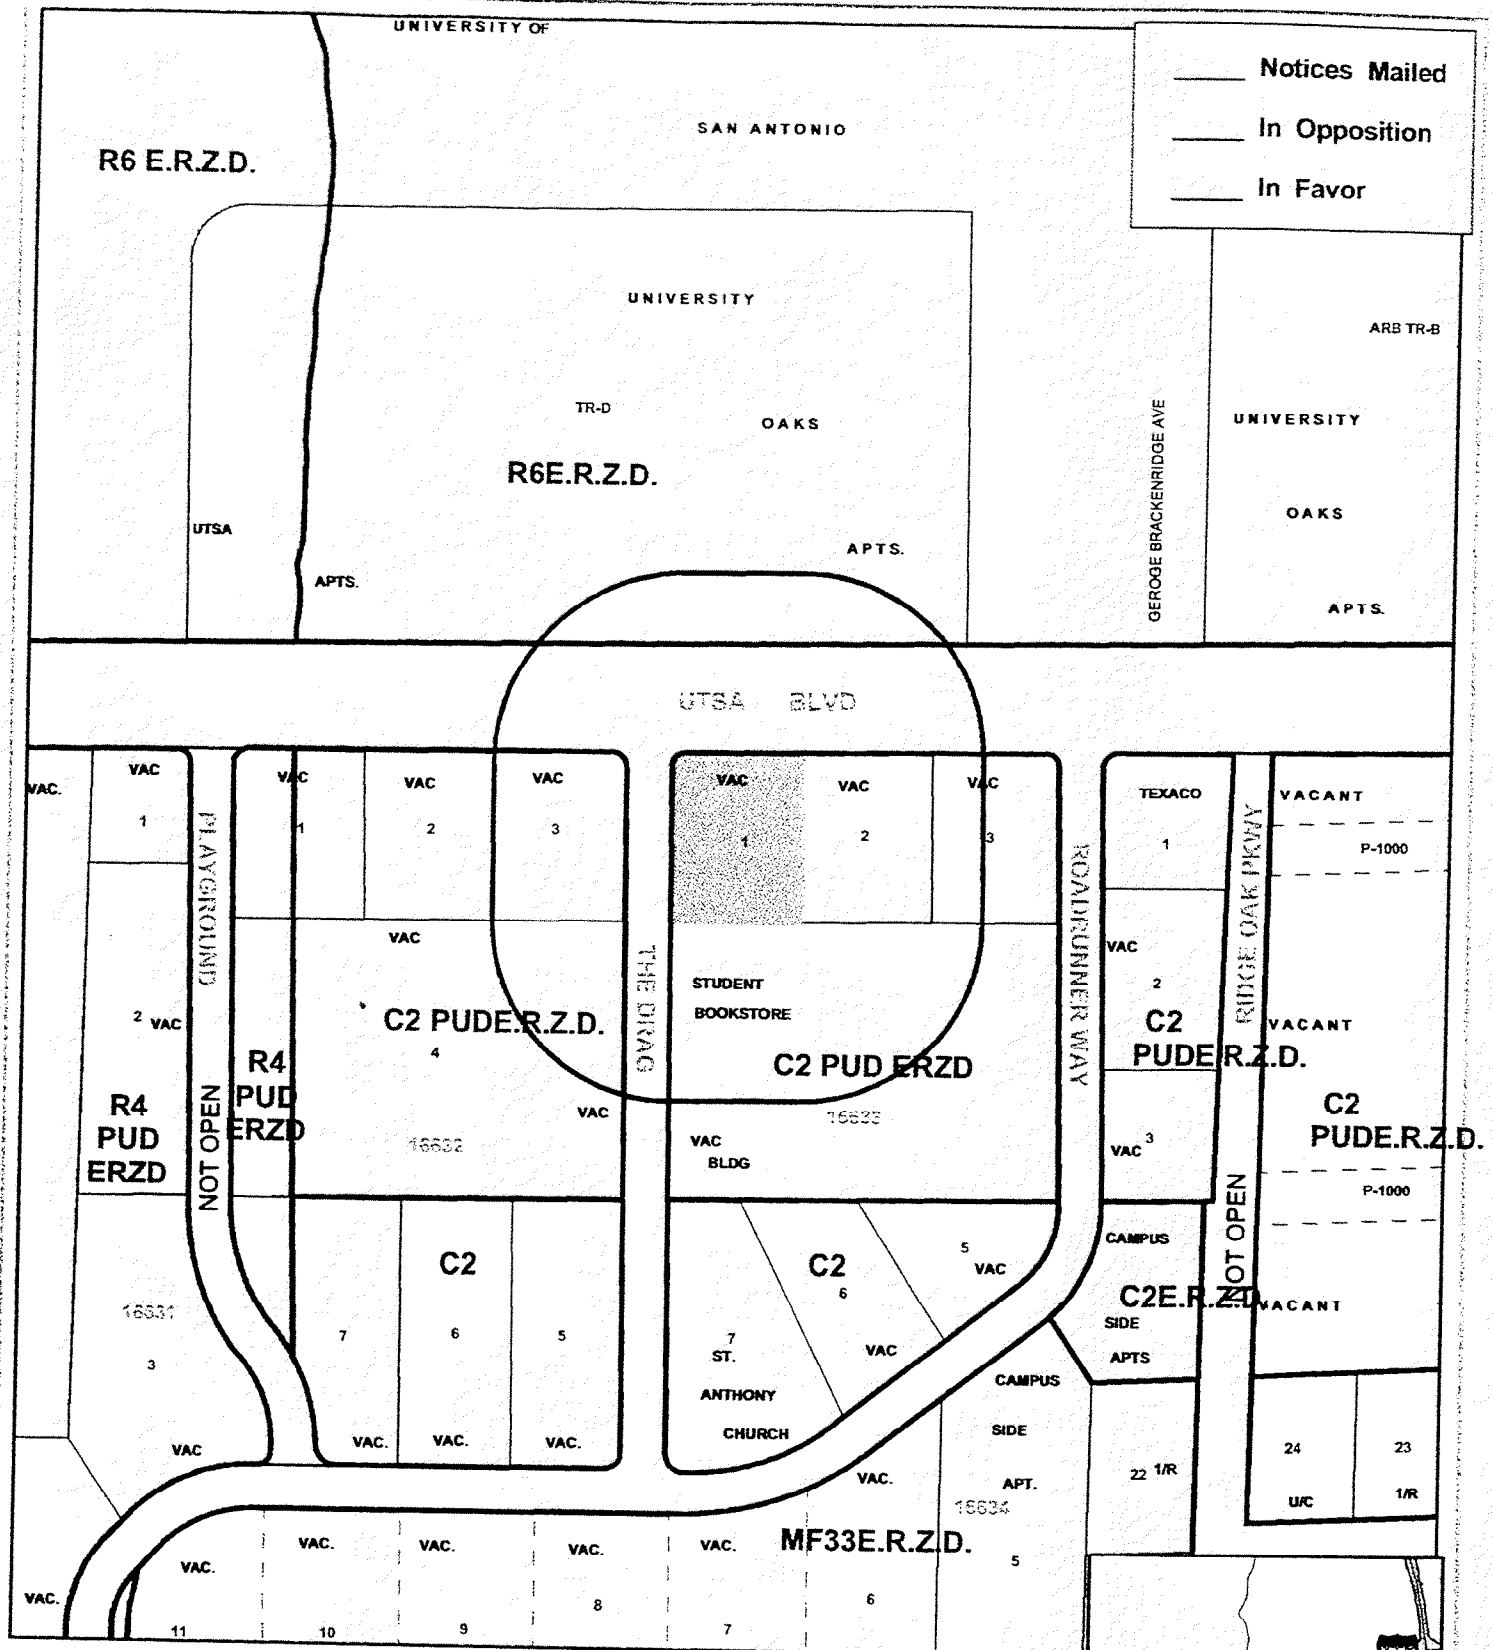 UNIVERSITY OF
Notices Mailed
In Opposition
In Favor
SAN ANTONIO
R6 E.R.Z.D.
UNIVERSITY
ARB TR-B
TR-D
OAKS
UNIVERSITY
GEROGE BRACKENRIDGE AVE
R6E.R.Z.D.
OAKS
UTSA
APTS.
APTS.
APTS.
UTSA BLVD
VAC.
VAC
1
VAC
1
VAC
2
VAC
3
VAC
1
VAC
2
VAC
3
TEXACO
1
VACANT
P-1000
PLAYGROUND
THE DRAG
ROADRUNNER WAY
RIDGE OAK PKWY
VAC
STUDENT
BOOKSTORE
VAC
2
2 VAC
C2 PUDE.R.Z.D.
4
C2 PUD ERZD
C2
PUDE.R.Z.D.
VACANT
R4
PUD
ERZD
R4
PUD
ERZD
NOT OPEN
VAC
16632
16633
VAC
BLDG
VAC 3
C2
PUDE.R.Z.D.
P-1000
NOT OPEN
C2
C2
6
VAC
5
VAC
CAMPUS
C2E.R.Z.D.
SIDE
APTS
VACANT
16631
3
VAC
7
VAC.
6
VAC.
5
VAC.
7
ST.
ANTHONY
CHURCH
CAMPUS
SIDE
APT.
16634
5
22 1/R
24
U/C
23
1/R
VAC.
MF33E.R.Z.D.
6
VAC.
VAC.
11
VAC.
10
VAC.
9
VAC.
8
VAC.
7